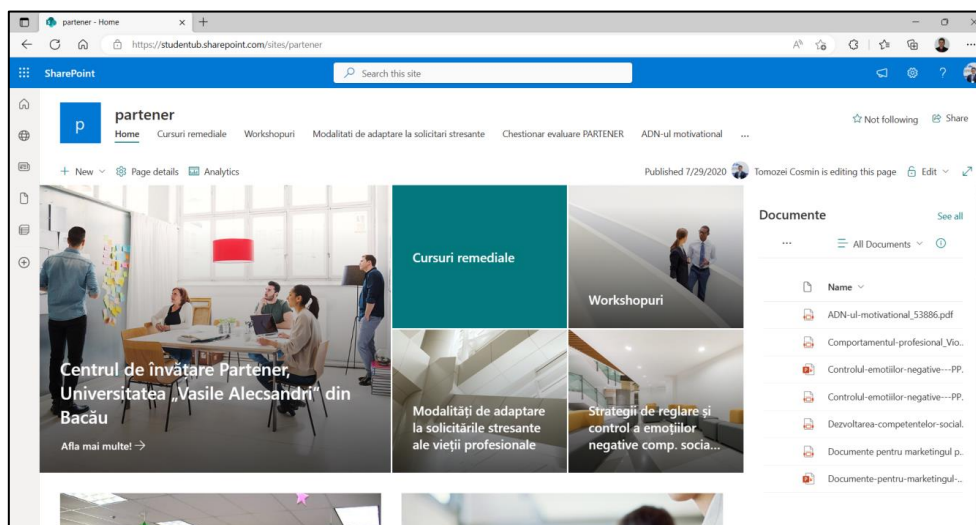 partener - Home
https://studentub.sharepoint.com/sites/partener
SharePoint
Search this site
p
partener
Home Cursuri remediale Workshopuri Modalitati de adaptare la solicitari stresante Chestionar evaluare PARTENER ADN-ul motivational ...
Not following Share
+ New Page details Analytics
Published 7/29/2020 Tomozei Cosmin is editing this page Edit
Centrul de învățare Partener,
Universitatea „Vasile Alecsandri” din
Bacău
Afla mai multe! →
Cursuri remediale
Workshopuri
Modalități de adaptare
la solicitările stresante
ale vieții profesionale
Strategii de reglare și
control a emoțiilor
negative comp. socia...
Documente
See all
... All Documents
Name
ADN-ul-motivational_53886.pdf
Comportamentul-profesional_Vio..
Controlul-emotiilor-negative---PP.
Controlul-emotiilor-negative---PP.
Dezvoltarea-competentelor-social.
Documente pentru marketingul p..
Documente-pentru-marketingul-..